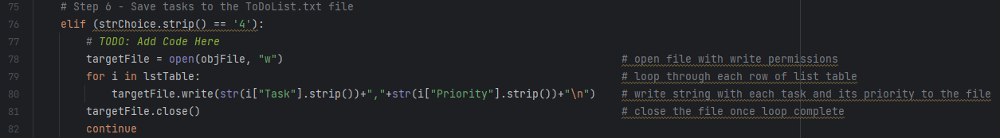 75 # Step 6 - Save tasks to the ToDoList.txt file
76 elif (strChoice.strip() == '4'):
77 # TODO: Add Code Here
78 targetFile = open(objFile, "w") # open file with write permissions
79 for i in lstTable: # loop through each row of list table
80 targetFile.write(str(i["Task"].strip())+","+str(i["Priority"].strip())+"\n") # write string with each task and its priority to the file
81 targetFile.close() # close the file once loop complete
82 continue